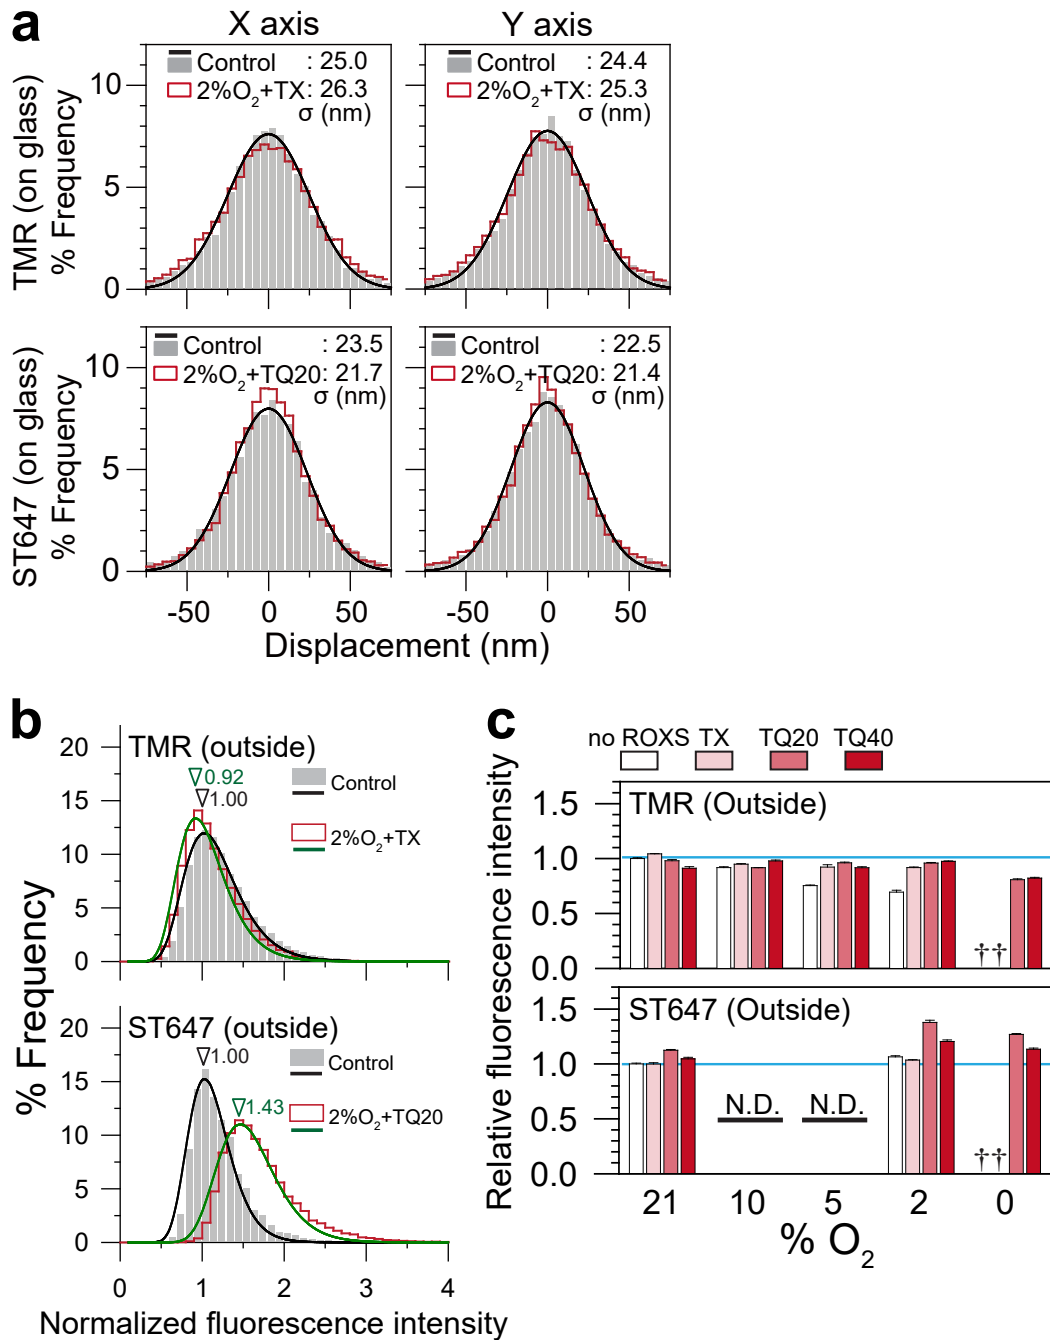 a
X axis
Y axis
TMR (on glass)
% Frequency
10
5
0
Control : 25.0
2%O₂+TX: 26.3
σ (nm)
Control : 24.4
2%O₂+TX: 25.3
σ (nm)
ST647 (on glass)
% Frequency
10
5
0
Control : 23.5
2%O₂+TQ20: 21.7
σ (nm)
Control : 22.5
2%O₂+TQ20: 21.4
σ (nm)
-50 0 50
-50 0 50
Displacement (nm)
b
% Frequency
20
15
10
5
0
TMR (outside)
0.92
1.00
Control
2%O₂+TX
20
15
10
5
0
ST647 (outside)
1.00
1.43
Control
2%O₂+TQ20
0 1 2 3 4
Normalized fluorescence intensity
c
no ROXS TX TQ20 TQ40
Relative fluorescence intensity
1.5
1.0
0.5
0.0
TMR (Outside)
††
1.5
1.0
0.5
0.0
ST647 (Outside)
N.D. N.D.
††
21 10 5 2 0
% O₂